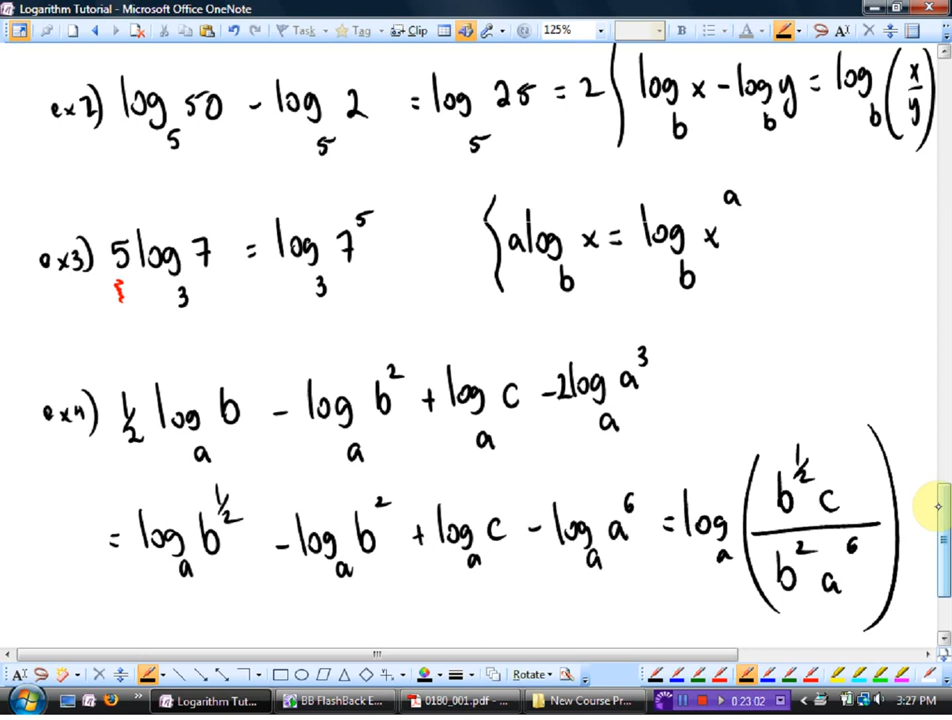 Logarithm Tutorial - Microsoft Office OneNote
Task Tag Clip 125% B A
ex2) log₅ 50 - log₅ 2 = log₅ 25 = 2 { log_b x - log_b y = log_b (x/y)
ex3) 5 log₃ 7 = log₃ 7⁵ { a log_b x = log_b x^a
ex4) ½ log_a b - log_a b² + log_a c - 2 log_a a³
= log_a b^½ - log_a b² + log_a c - log_a a⁶ = log_a (b^½ c / b² a⁶)
Rotate
Logarithm Tutorial - ... BB FlashBack E... 0180_001.pdf - ... New Course Pr... 0:23:02 3:27 PM